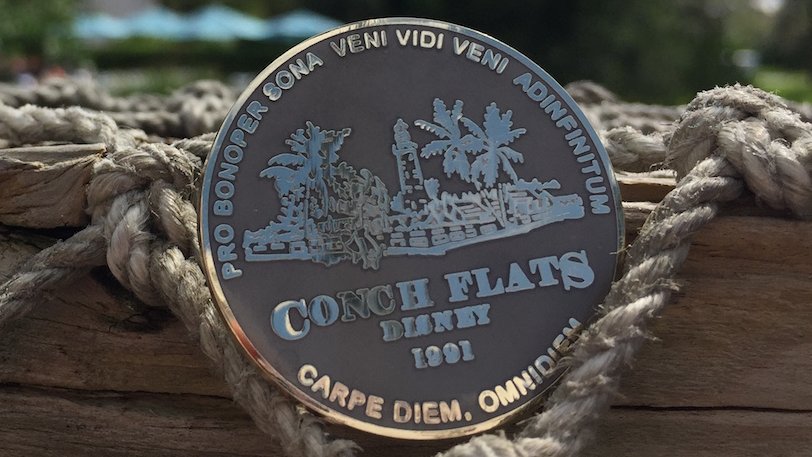 PRO BONOPER SONA VENI VIDI VENI ADINFINITUM
CONCH FLATS
DISNEY
1991
CARPE DIEM, OMNIDIEM